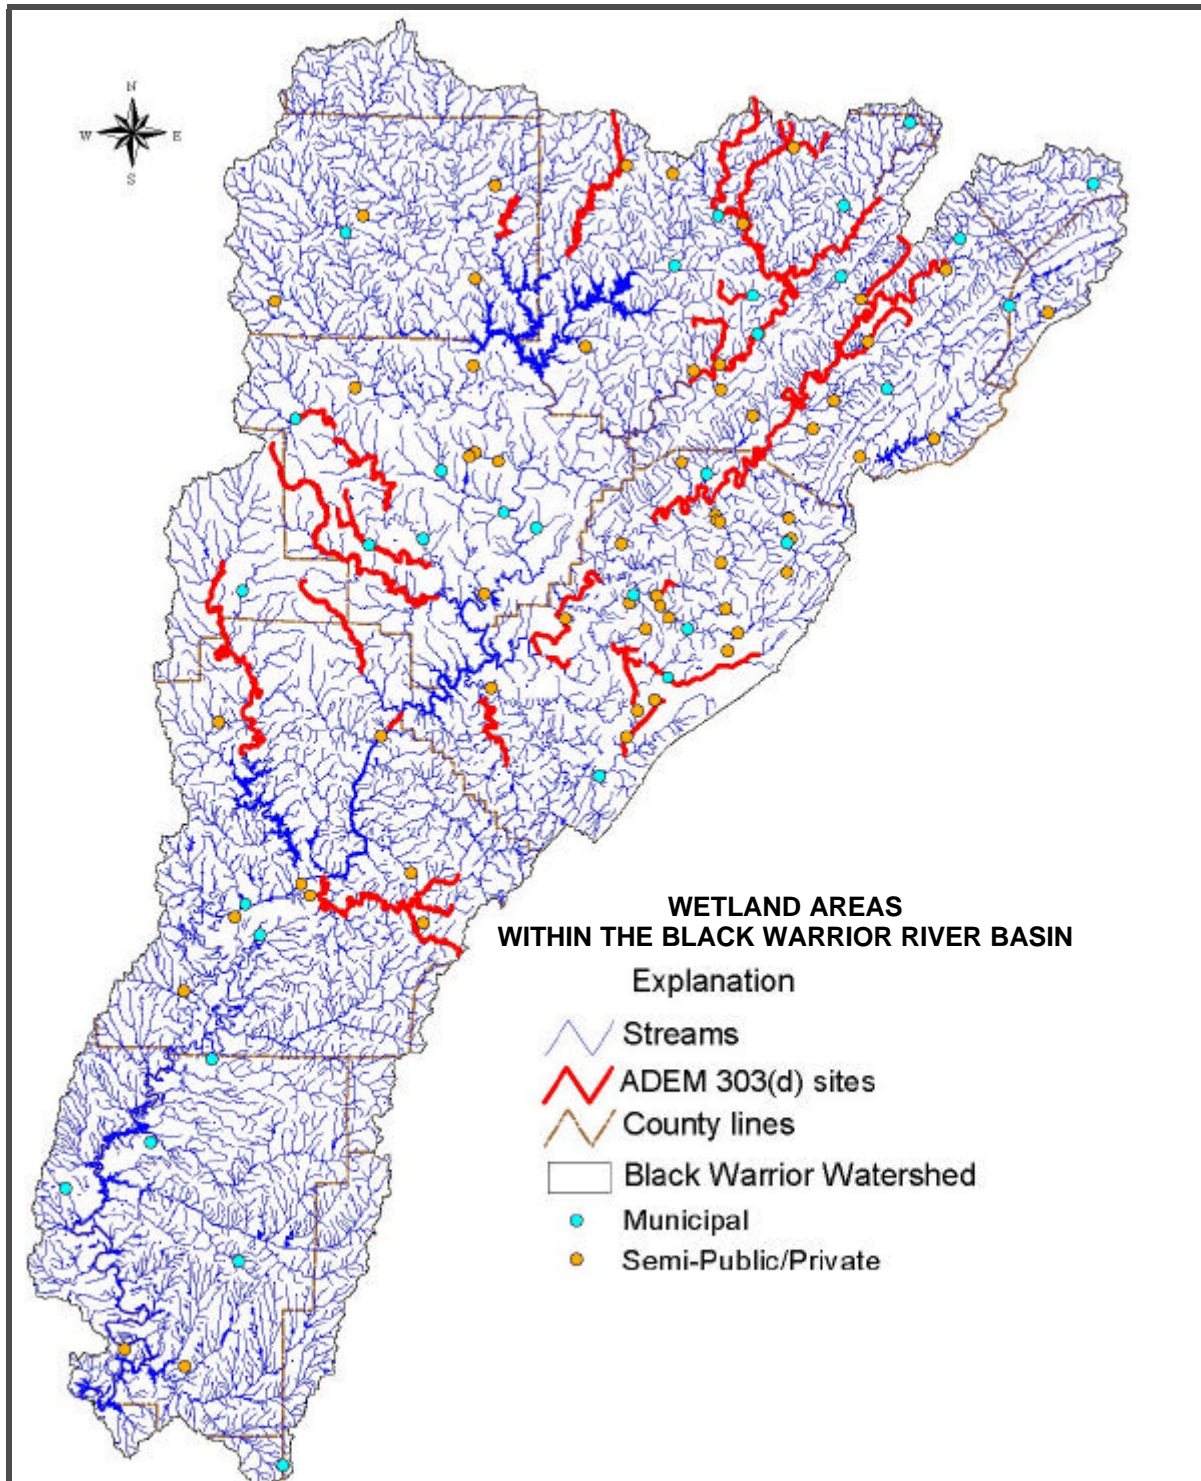 N
W E
S
WETLAND AREAS
WITHIN THE BLACK WARRIOR RIVER BASIN
Explanation
Streams
ADEM 303(d) sites
County lines
Black Warrior Watershed
Municipal
Semi-Public/Private